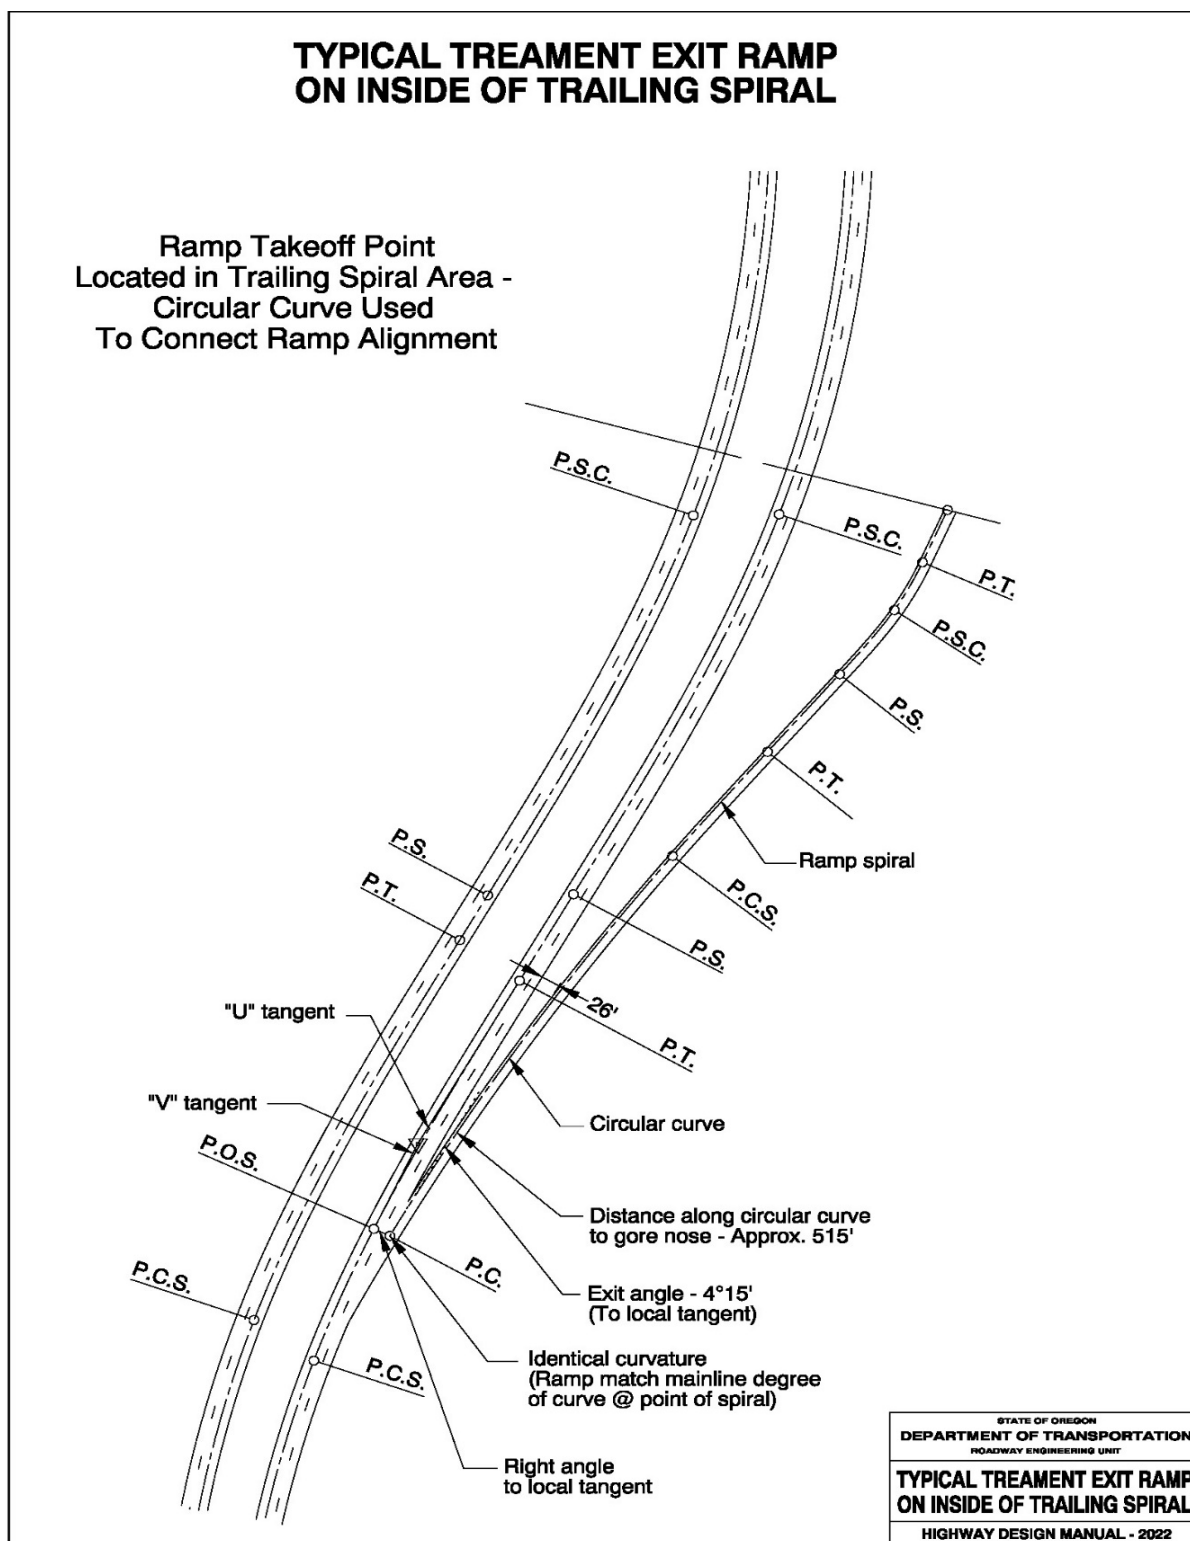 TYPICAL TREAMENT EXIT RAMP
ON INSIDE OF TRAILING SPIRAL
Ramp Takeoff Point
Located in Trailing Spiral Area -
Circular Curve Used
To Connect Ramp Alignment
P.S.C.
P.S.C.
P.T.
P.S.C.
P.S.
P.T.
Ramp spiral
P.C.S.
P.S.
P.T.
P.S.
26'
P.T.
"U" tangent
"V" tangent
Circular curve
P.O.S.
Distance along circular curve
to gore nose - Approx. 515'
P.C.
P.C.S.
Exit angle - 4°15'
(To local tangent)
Identical curvature
(Ramp match mainline degree
of curve @ point of spiral)
P.C.S.
Right angle
to local tangent
STATE OF OREGON
DEPARTMENT OF TRANSPORTATION
ROADWAY ENGINEERING UNIT
TYPICAL TREAMENT EXIT RAMP
ON INSIDE OF TRAILING SPIRAL
HIGHWAY DESIGN MANUAL - 2022